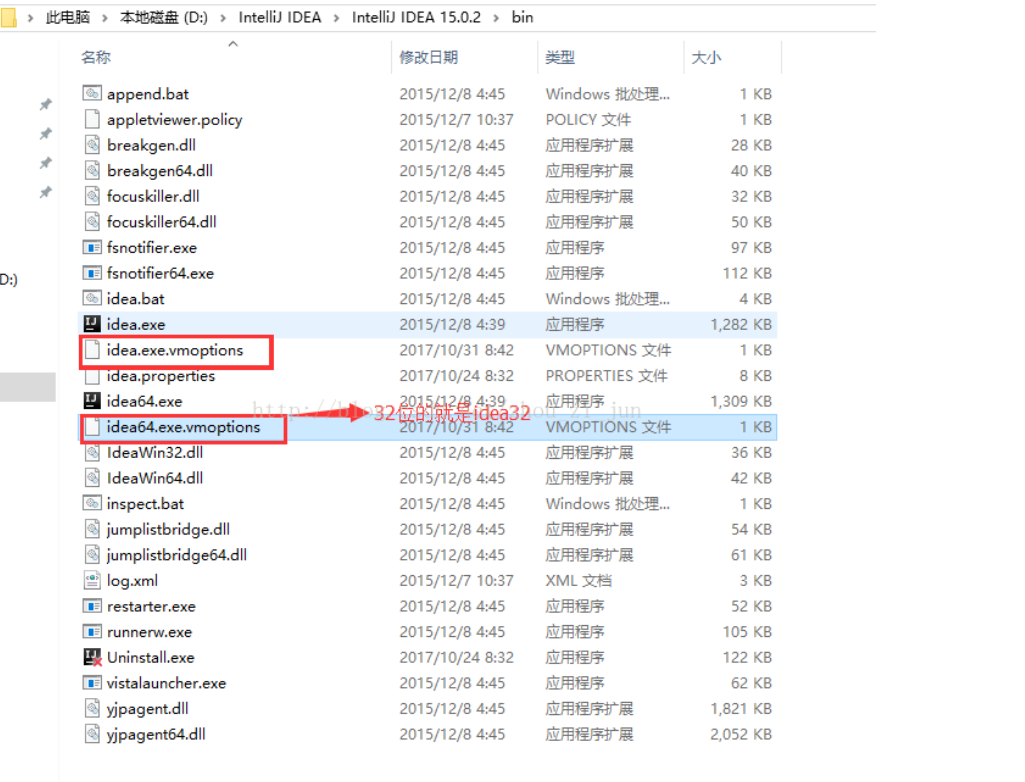 此电脑 > 本地磁盘 (D:) > IntelliJ IDEA > IntelliJ IDEA 15.0.2 > bin
名称 修改日期 类型 大小
append.bat 2015/12/8 4:45 Windows 批处理... 1 KB
appletviewer.policy 2015/12/7 10:37 POLICY 文件 1 KB
breakgen.dll 2015/12/8 4:45 应用程序扩展 28 KB
breakgen64.dll 2015/12/8 4:45 应用程序扩展 40 KB
focuskiller.dll 2015/12/8 4:45 应用程序扩展 32 KB
focuskiller64.dll 2015/12/8 4:45 应用程序扩展 50 KB
fsnotifier.exe 2015/12/8 4:45 应用程序 97 KB
fsnotifier64.exe 2015/12/8 4:45 应用程序 112 KB
D:)
idea.bat 2015/12/8 4:45 Windows 批处理... 4 KB
idea.exe 2015/12/8 4:39 应用程序 1,282 KB
idea.exe.vmoptions 2017/10/31 8:42 VMOPTIONS 文件 1 KB
idea.properties 2017/10/24 8:32 PROPERTIES 文件 8 KB
idea64.exe 2015/12/8 4:39 应用程序 1,309 KB
32位的就是idea32
idea64.exe.vmoptions 2017/10/31 8:42 VMOPTIONS 文件 1 KB
IdeaWin32.dll 2015/12/8 4:45 应用程序扩展 36 KB
IdeaWin64.dll 2015/12/8 4:45 应用程序扩展 42 KB
inspect.bat 2015/12/8 4:45 Windows 批处理... 1 KB
jumplistbridge.dll 2015/12/8 4:45 应用程序扩展 54 KB
jumplistbridge64.dll 2015/12/8 4:45 应用程序扩展 61 KB
log.xml 2015/12/7 10:37 XML 文档 3 KB
restarter.exe 2015/12/8 4:45 应用程序 52 KB
runnerw.exe 2015/12/8 4:45 应用程序 105 KB
Uninstall.exe 2017/10/24 8:32 应用程序 122 KB
vistalauncher.exe 2015/12/8 4:45 应用程序 62 KB
yjpagent.dll 2015/12/8 4:45 应用程序扩展 1,821 KB
yjpagent64.dll 2015/12/8 4:45 应用程序扩展 2,052 KB